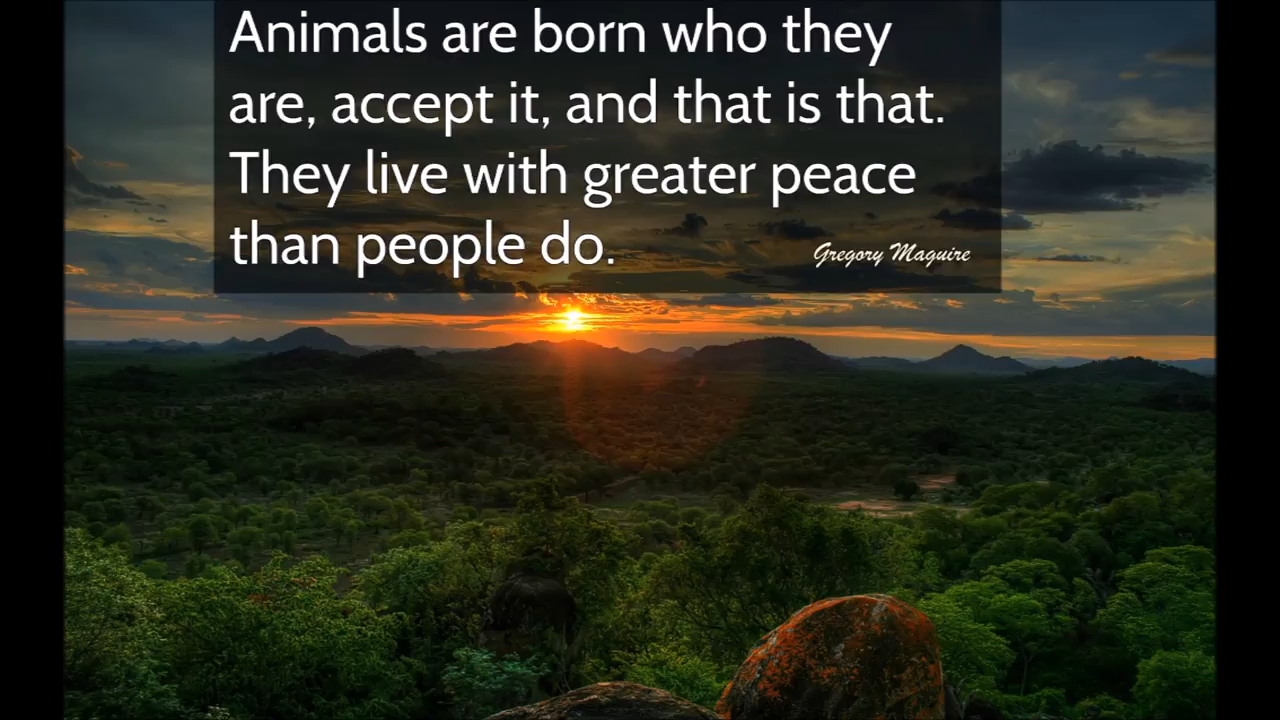 Animals are born who they
are, accept it, and that is that.
They live with greater peace
than people do.
Gregory Maguire